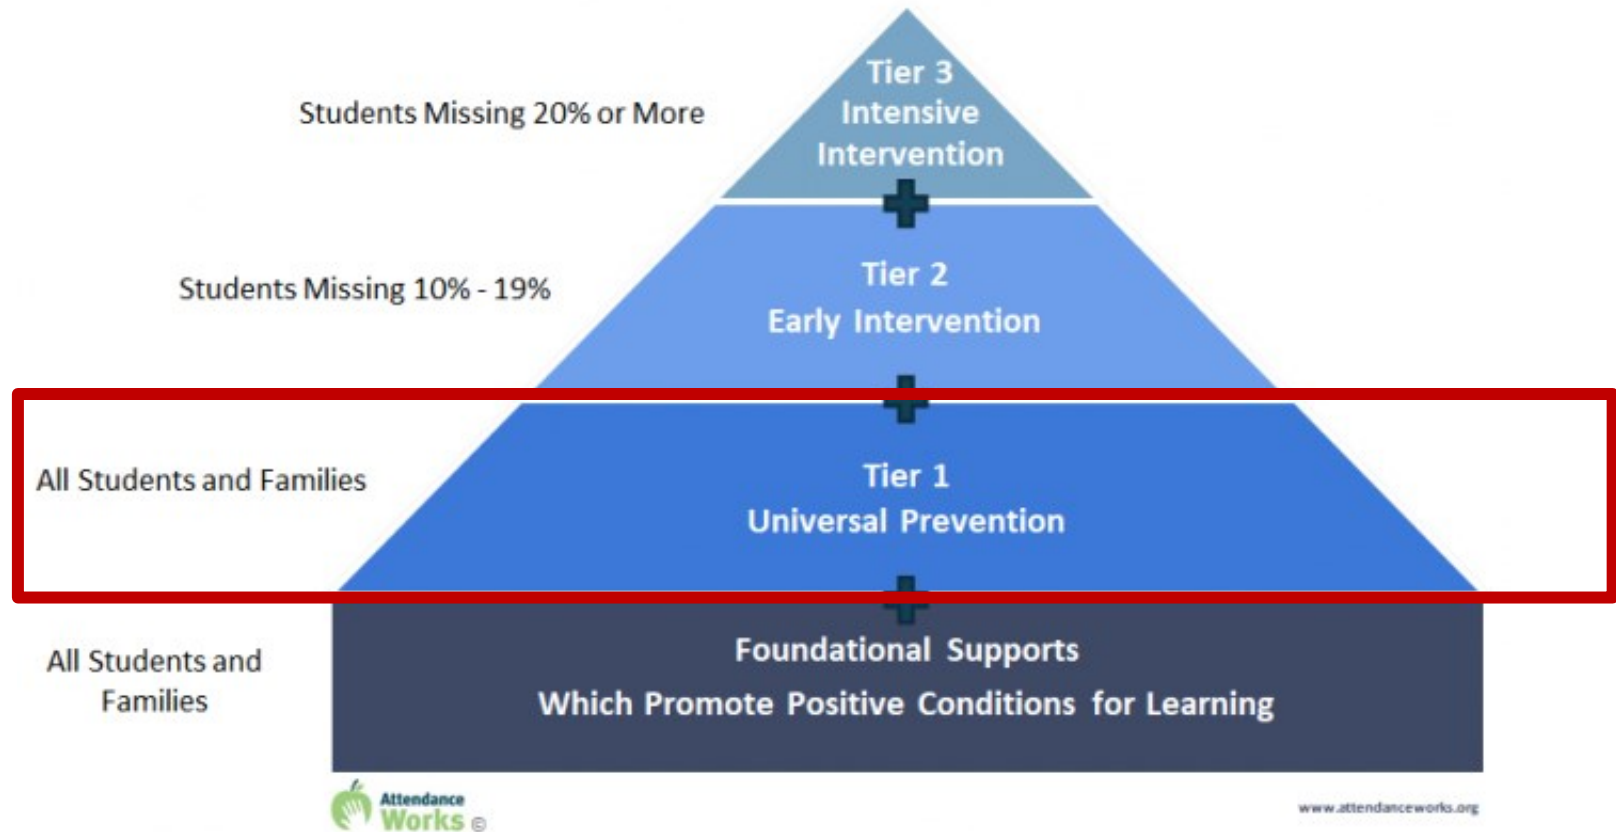 Tier 3
Students Missing 20% or More
Intensive
Intervention
Tier 2
Students Missing 10% - 19%
Early Intervention
Tier 1
All Students and Families
Universal Prevention
Foundational Supports
All Students and
Families
Which Promote Positive Conditions for Learning
Attendance
Works ©
www.attendanceworks.org